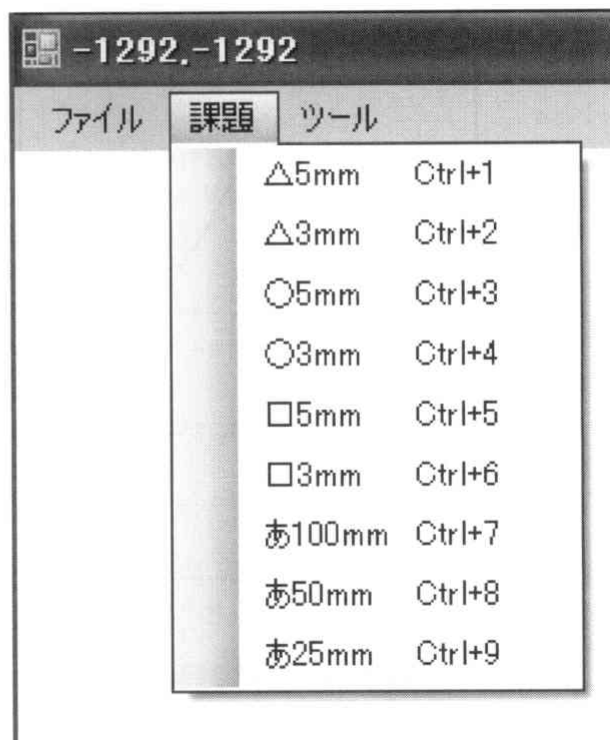 -1292,-1292
ファイル 課題 ツール
△5mm Ctrl+1
△3mm Ctrl+2
○5mm Ctrl+3
○3mm Ctrl+4
□5mm Ctrl+5
□3mm Ctrl+6
あ100mm Ctrl+7
あ50mm Ctrl+8
あ25mm Ctrl+9